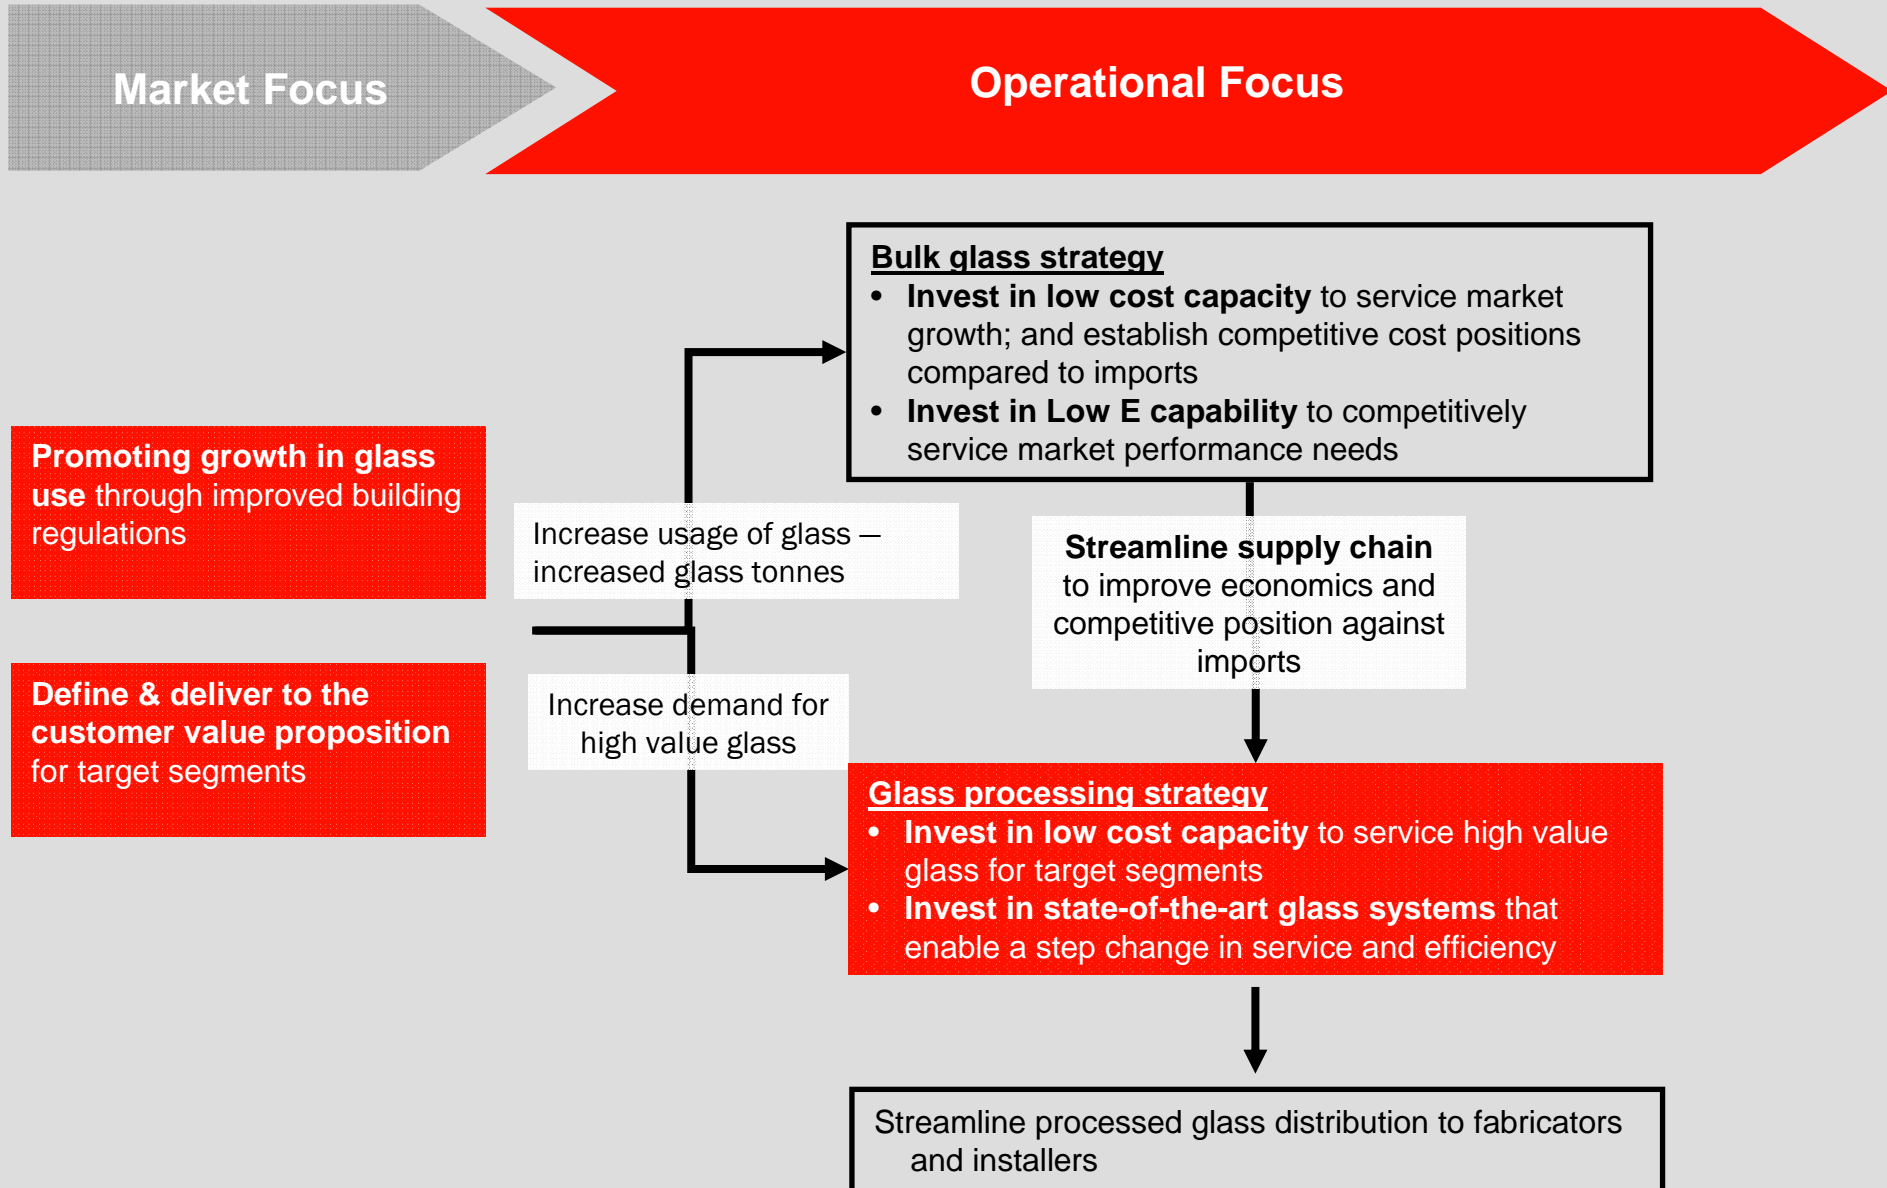 Market Focus
Operational Focus
Bulk glass strategy
• Invest in low cost capacity to service market
growth; and establish competitive cost positions
compared to imports
• Invest in Low E capability to competitively
service market performance needs
Promoting growth in glass
use through improved building
regulations
Increase usage of glass —
increased glass tonnes
Streamline supply chain
to improve economics and
competitive position against
imports
Define & deliver to the
customer value proposition
for target segments
Increase demand for
high value glass
Glass processing strategy
• Invest in low cost capacity to service high value
glass for target segments
• Invest in state-of-the-art glass systems that
enable a step change in service and efficiency
Streamline processed glass distribution to fabricators
and installers